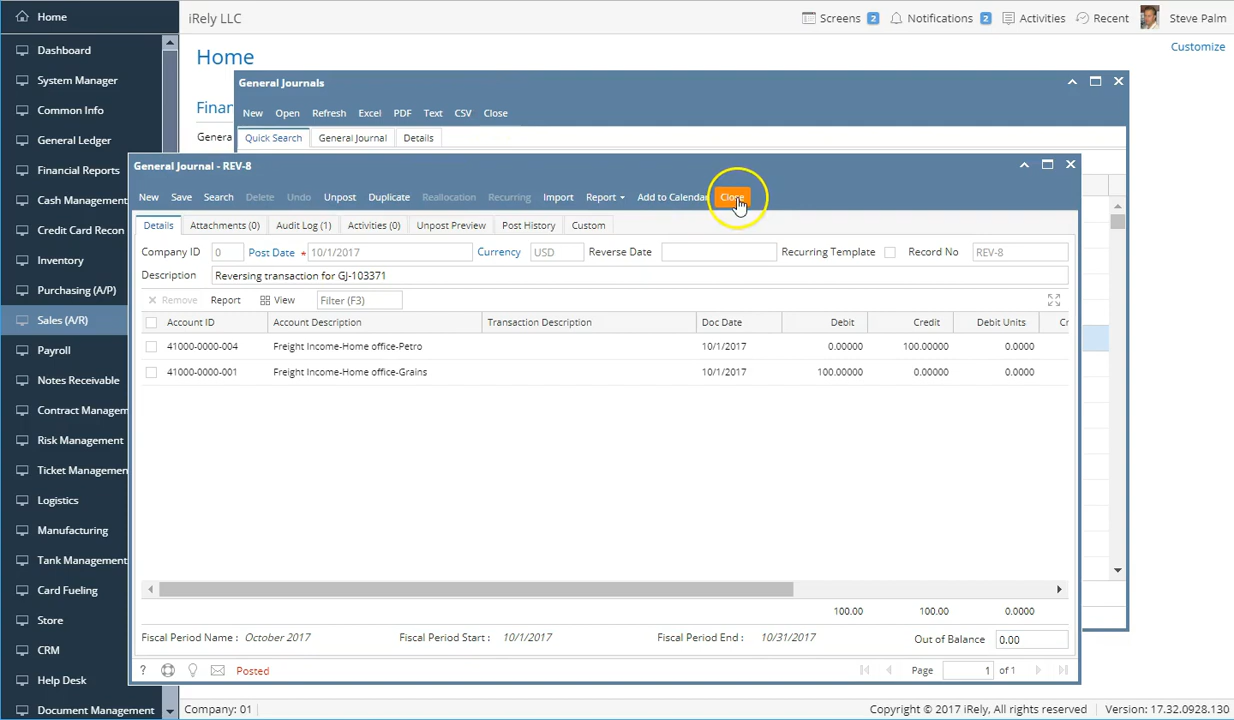 Home
iRely LLC
Screens 2
Notifications 2
Activities
Recent
Steve Palm
Customize
Dashboard
System Manager
Common Info
General Ledger
Financial Reports
Cash Management
Credit Card Recon
Inventory
Purchasing (A/P)
Sales (A/R)
Payroll
Notes Receivable
Contract Managem
Risk Management
Ticket Management
Logistics
Manufacturing
Tank Management
Card Fueling
Store
CRM
Help Desk
Document Management
Home
Finan
Genera
General Journals
New Open Refresh Excel PDF Text CSV Close
Quick Search General Journal Details
General Journal - REV-8
New Save Search Delete Undo Unpost Duplicate Reallocation Recurring Import Report Add to Calendar Close
Details Attachments (0) Audit Log (1) Activities (0) Unpost Preview Post History Custom
Company ID 0 Post Date * 10/1/2017 Currency USD Reverse Date Recurring Template Record No REV-8
Description Reversing transaction for GJ-103371
Remove Report View Filter (F3)
Account ID Account Description Transaction Description Doc Date Debit Credit Debit Units Cr
41000-0000-004 Freight Income-Home office-Petro 10/1/2017 0.00000 100.00000 0.0000
41000-0000-001 Freight Income-Home office-Grains 10/1/2017 100.00000 0.00000 0.0000
100.00 100.00 0.0000
Fiscal Period Name : October 2017 Fiscal Period Start : 10/1/2017 Fiscal Period End : 10/31/2017 Out of Balance 0.00
? Posted Page 1 of 1
Company: 01
Copyright © 2017 iRely, All rights reserved Version: 17.32.0928.130